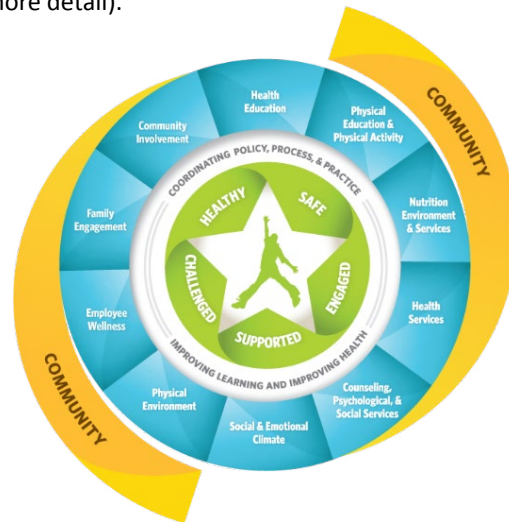 more detail).
COMMUNITY
Health
Education
Physical
Education &
Physical Activity
Nutrition
Environment
& Services
Health
Services
Counseling,
Psychological, &
Social Services
Social & Emotional
Climate
Physical
Environment
Employee
Wellness
Family
Engagement
Community
Involvement
COORDINATING POLICY, PROCESS, & PRACTICE
IMPROVING LEARNING AND IMPROVING HEALTH
HEALTHY
SAFE
ENGAGED
SUPPORTED
CHALLENGED
COMMUNITY